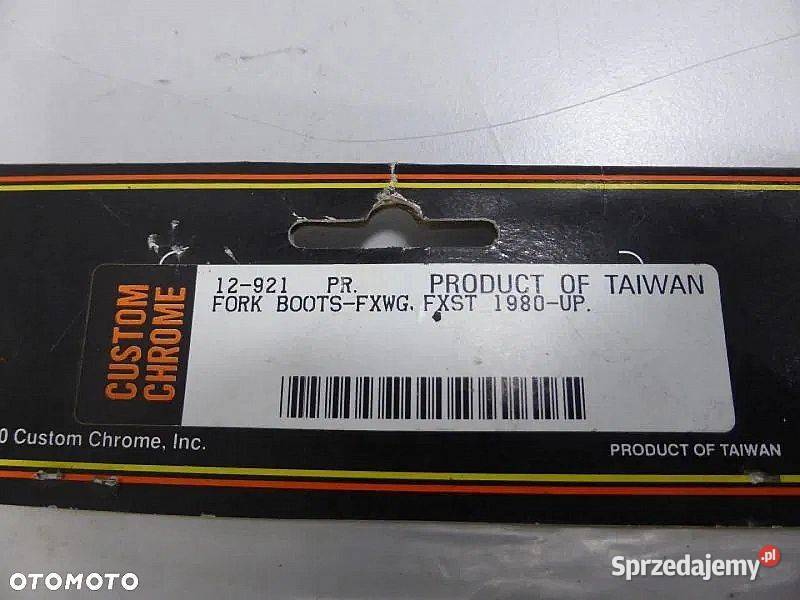 CUSTOM
CHROME
12-921 PR. PRODUCT OF TAIWAN
FORK BOOTS-FXWG, FXST 1980-UP.
0 Custom Chrome, Inc.
PRODUCT OF TAIWAN
OTOMOTO
Sprzedajemy.pl